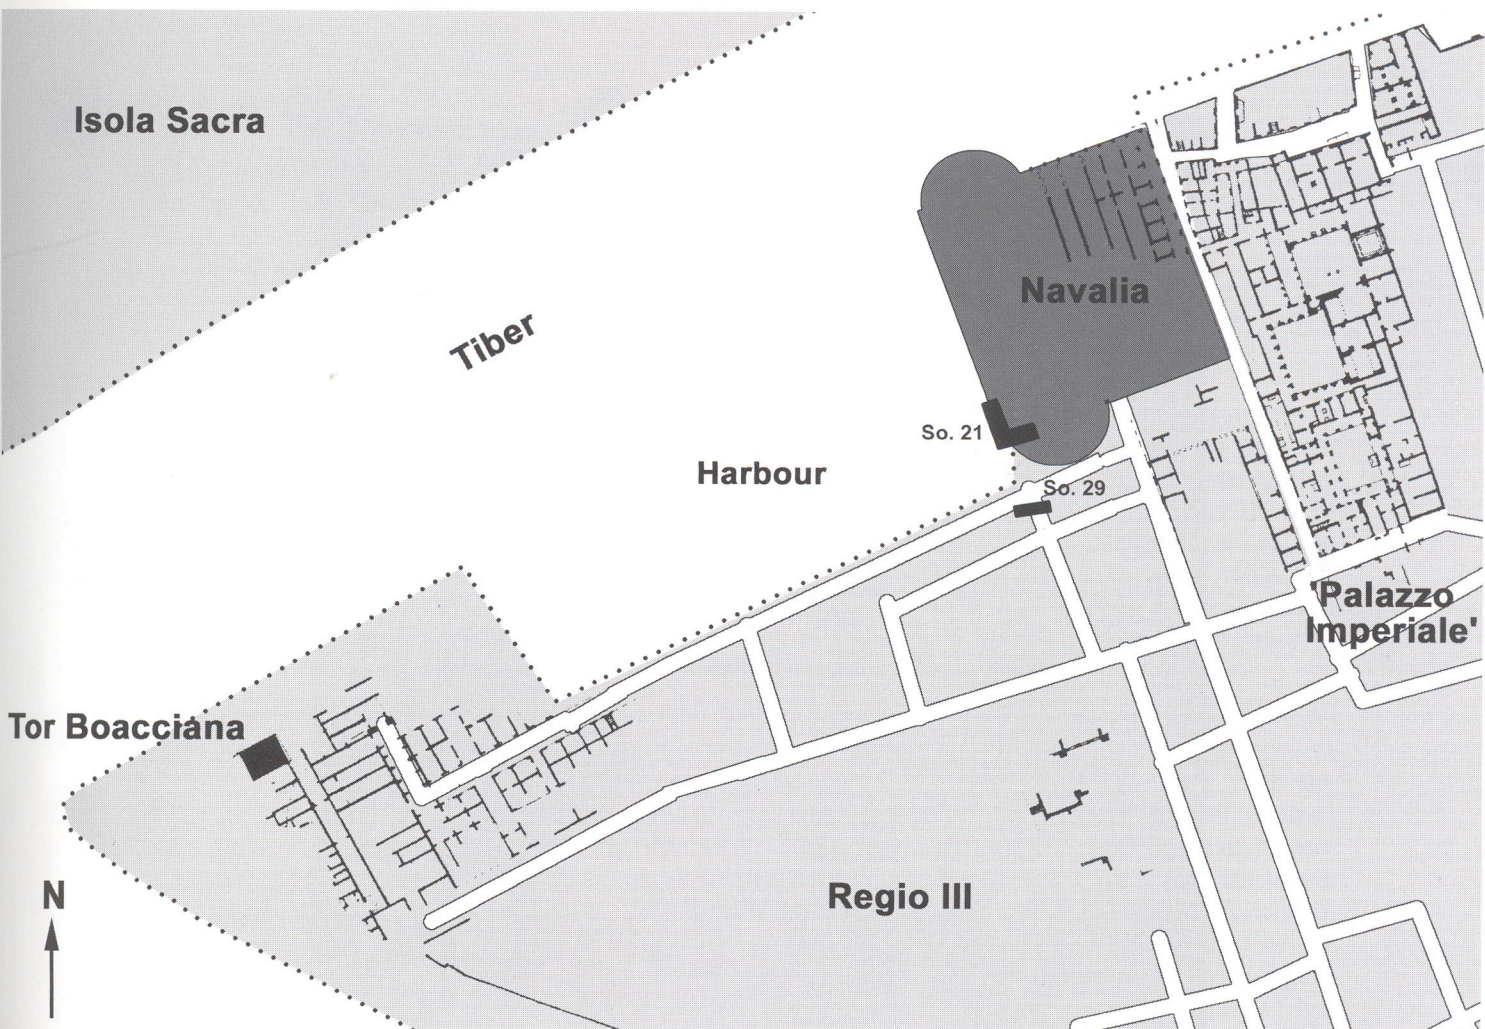 Isola Sacra
Navalia
Tiber
So. 21
Harbour
So. 29
'Palazzo
Imperiale'
Tor Boacciana
N
Regio III